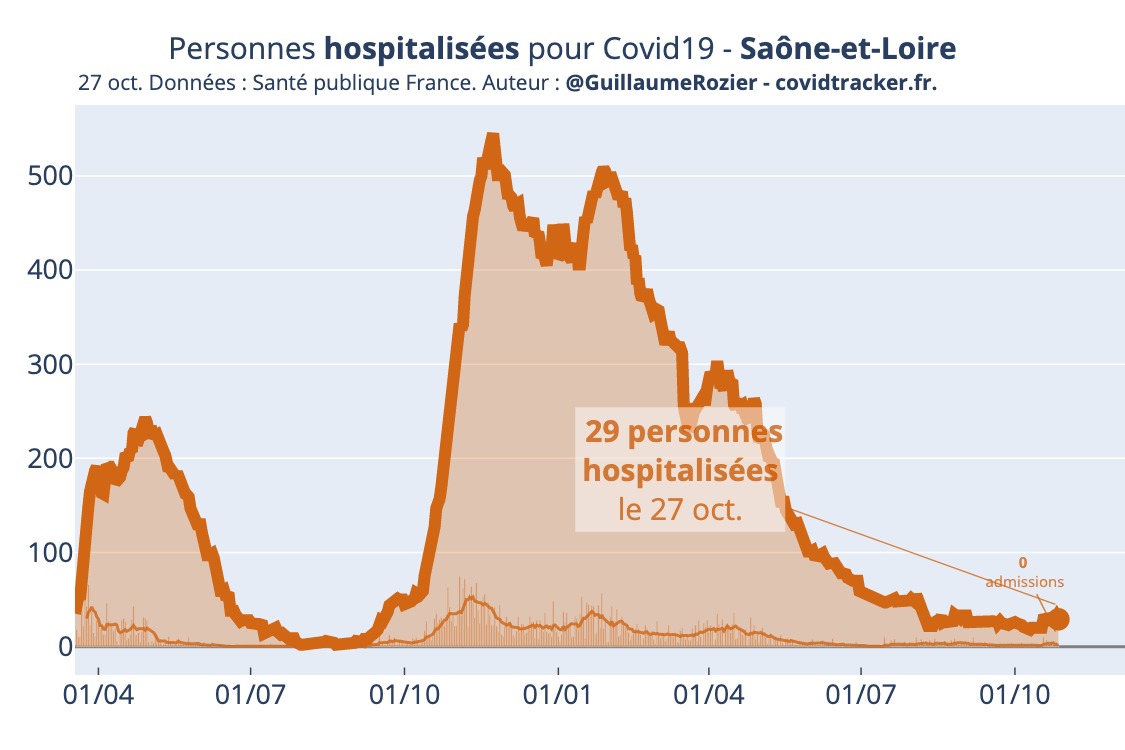 Personnes hospitalisées pour Covid19 - Saône-et-Loire
27 oct. Données : Santé publique France. Auteur : @GuillaumeRozier - covidtracker.fr.
500
400
300
200
100
0
29 personnes
hospitalisées
le 27 oct.
0
admissions
01/04 01/07 01/10 01/01 01/04 01/07 01/10